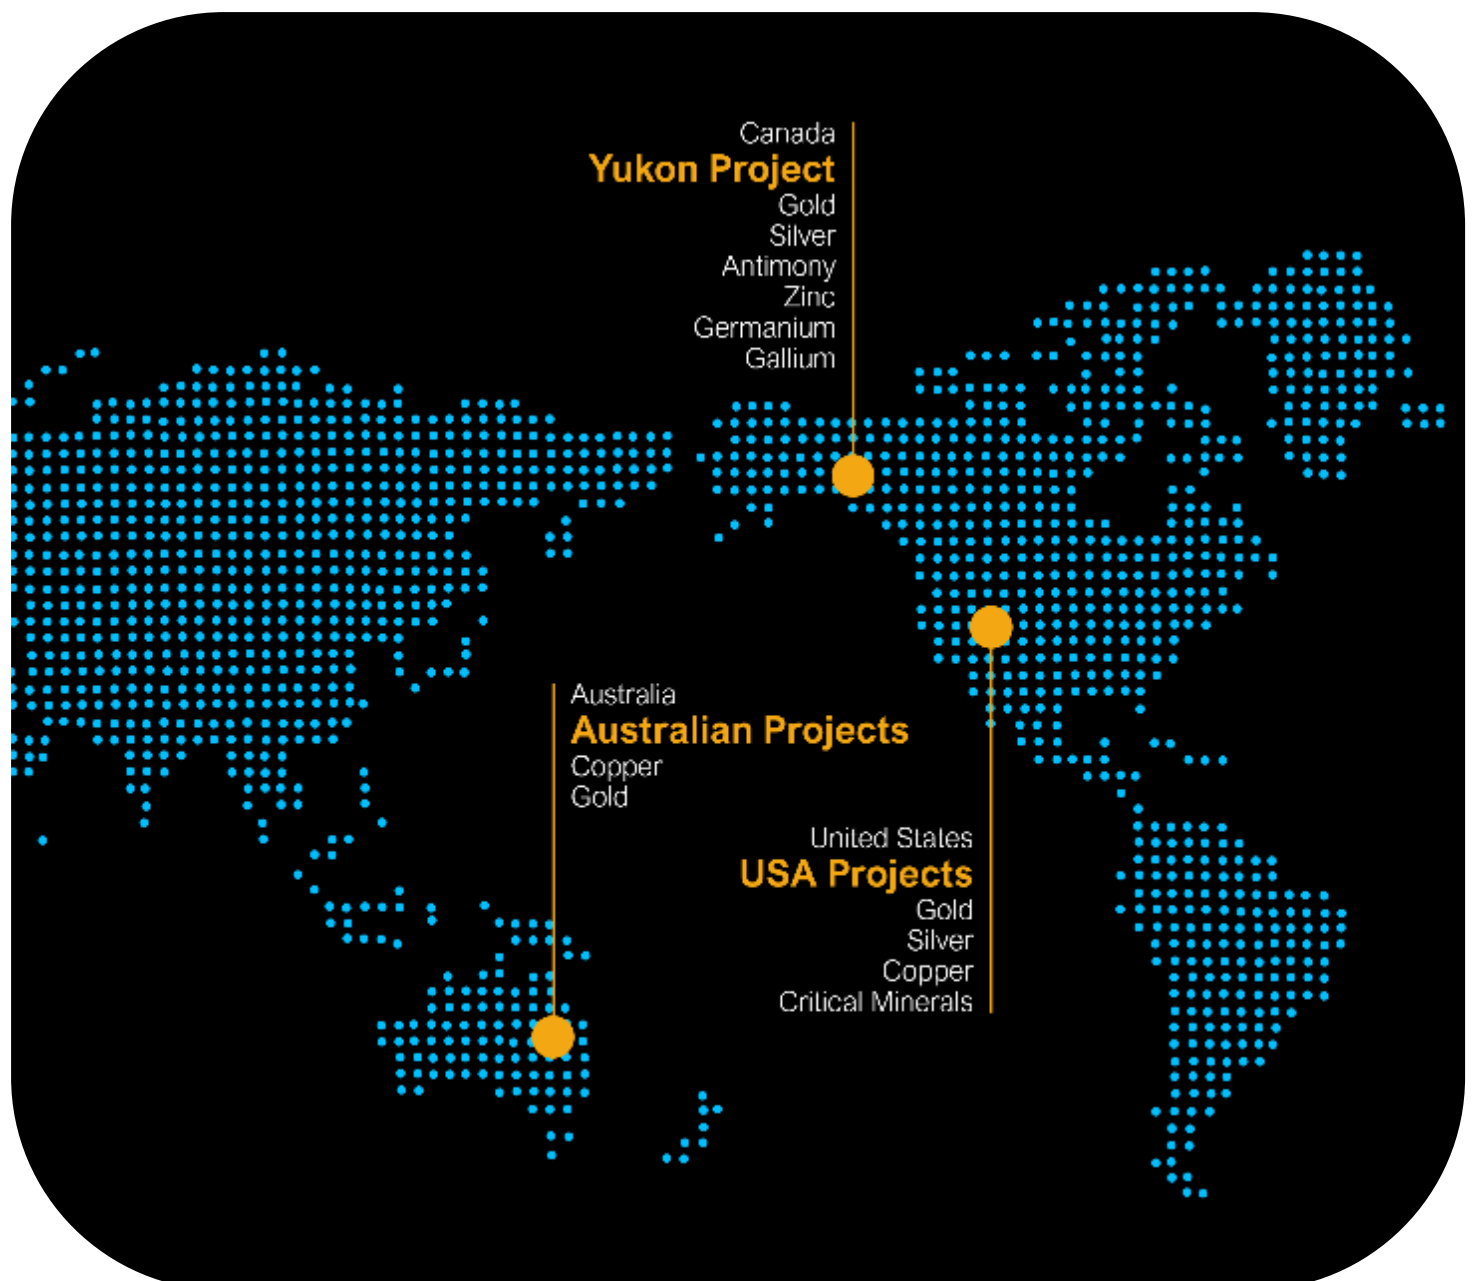 Canada
Yukon Project
Gold
Silver
Antimony
Zinc
Germanium
Gallium
Australia
Australian Projects
Copper
Gold
United States
USA Projects
Gold
Silver
Copper
Critical Minerals